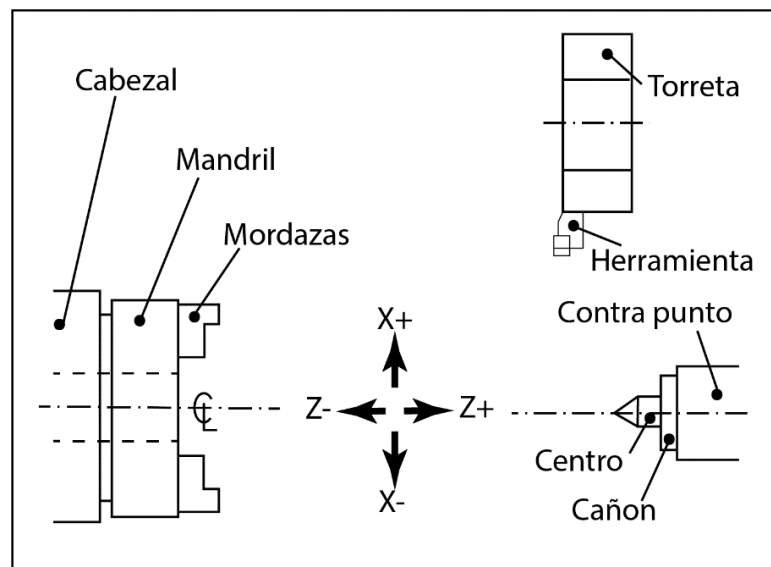 Cabezal
Torreta
Mandril
Mordazas
Herramienta
Contra punto
X+
Z-
Z+
X-
Centro
Cañon